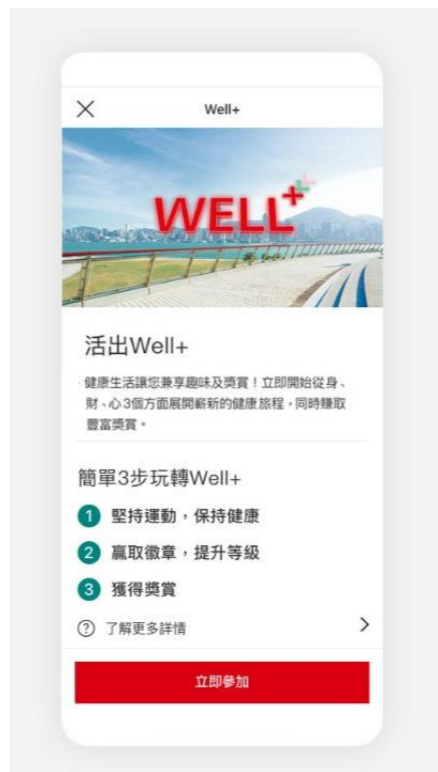 Well+
WELL+
活出Well+
健康生活讓您兼享趣味及獎賞！立即開始從身、
財、心3個方面展開嶄新的健康旅程，同時賺取
豐富獎賞。
簡單3步玩轉Well+
1 堅持運動，保持健康
2 贏取徽章，提升等級
3 獲得獎賞
? 了解更多詳情
立即參加